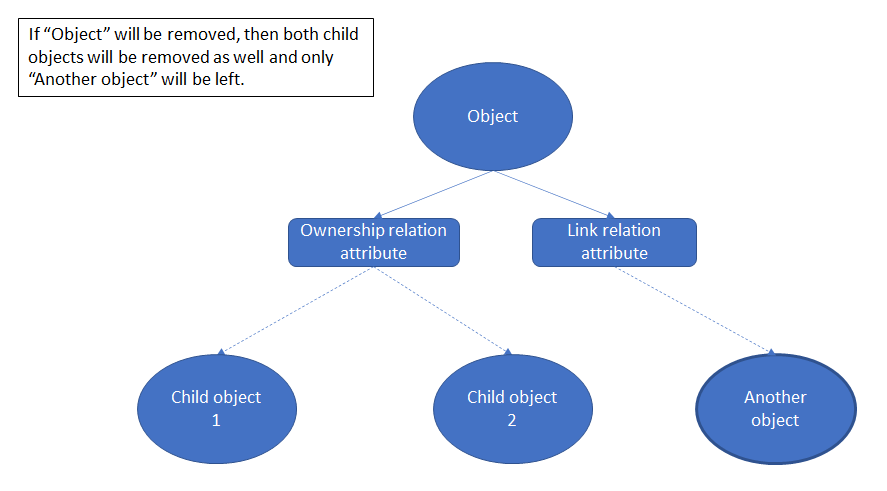 If “Object” will be removed, then both child
objects will be removed as well and only
“Another object” will be left.
Object
Ownership relation
attribute
Link relation
attribute
Child object
1
Child object
2
Another
object